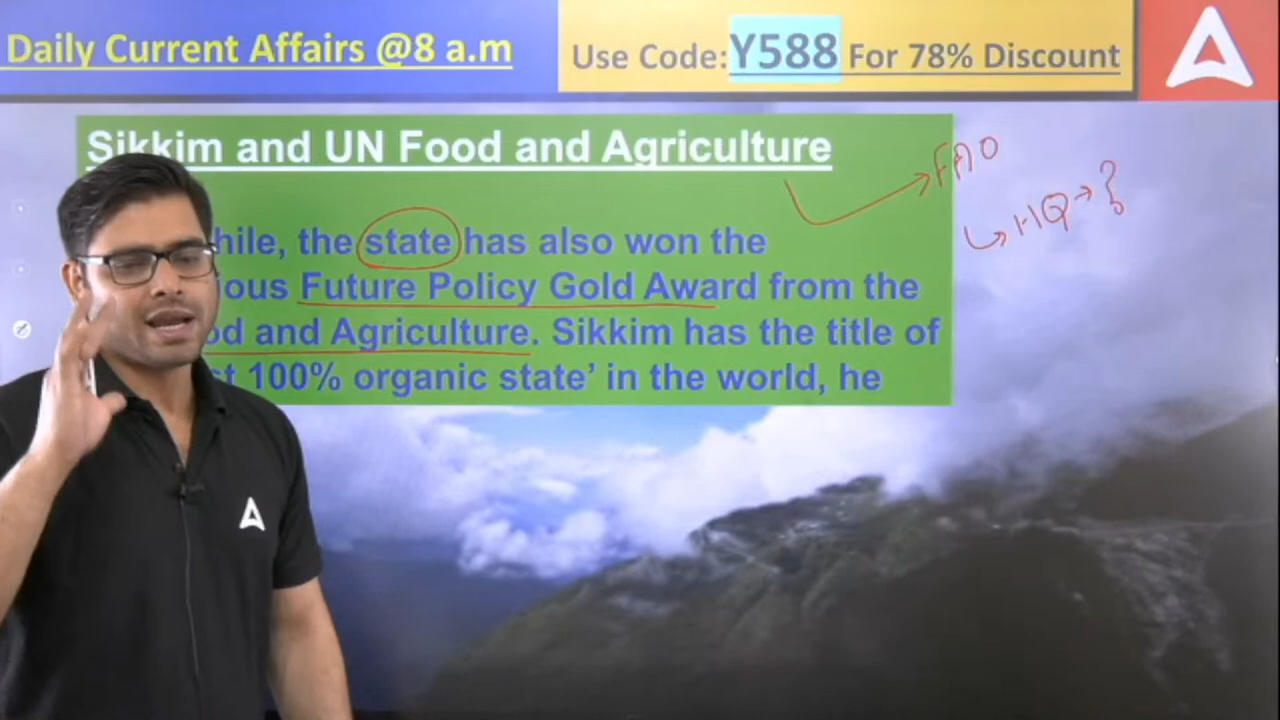 Daily Current Affairs @8 a.m
Use Code:Y588 For 78% Discount
Sikkim and UN Food and Agriculture
FAO
HQ→?
hile, the state has also won the
ious Future Policy Gold Award from the
od and Agriculture. Sikkim has the title of
st 100% organic state’ in the world, he